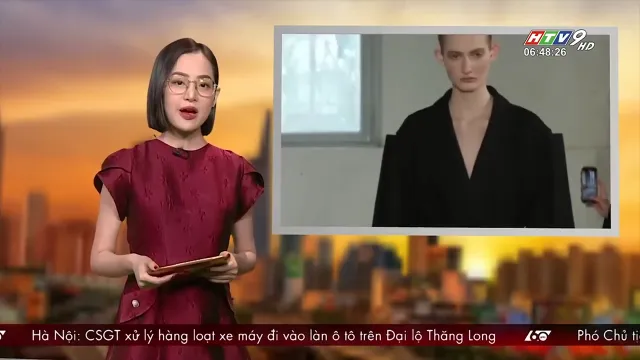 HTV9 HD
06:48:26
Hà Nội: CSGT xử lý hàng loạt xe máy đi vào làn ô tô trên Đại lộ Thăng Long
Phó Chủ tị